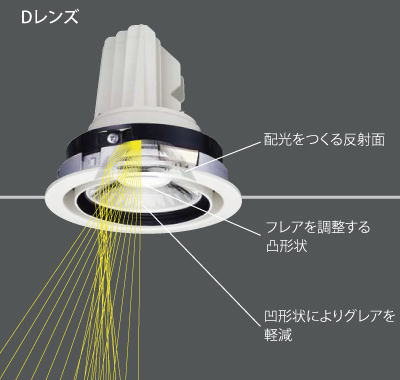 Dレンズ
配光をつくる反射面
フレアを調整する
凸形状
凹形状によりグレアを
軽減